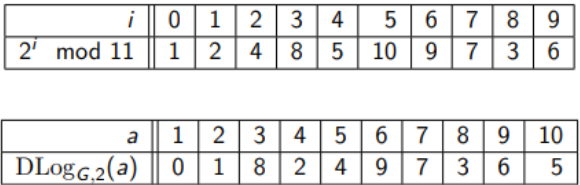 i 0 1 2 3 4 5 6 7 8 9
2^i mod 11 1 2 4 8 5 10 9 7 3 6
a 1 2 3 4 5 6 7 8 9 10
DLog_{G,2}(a) 0 1 8 2 4 9 7 3 6 5